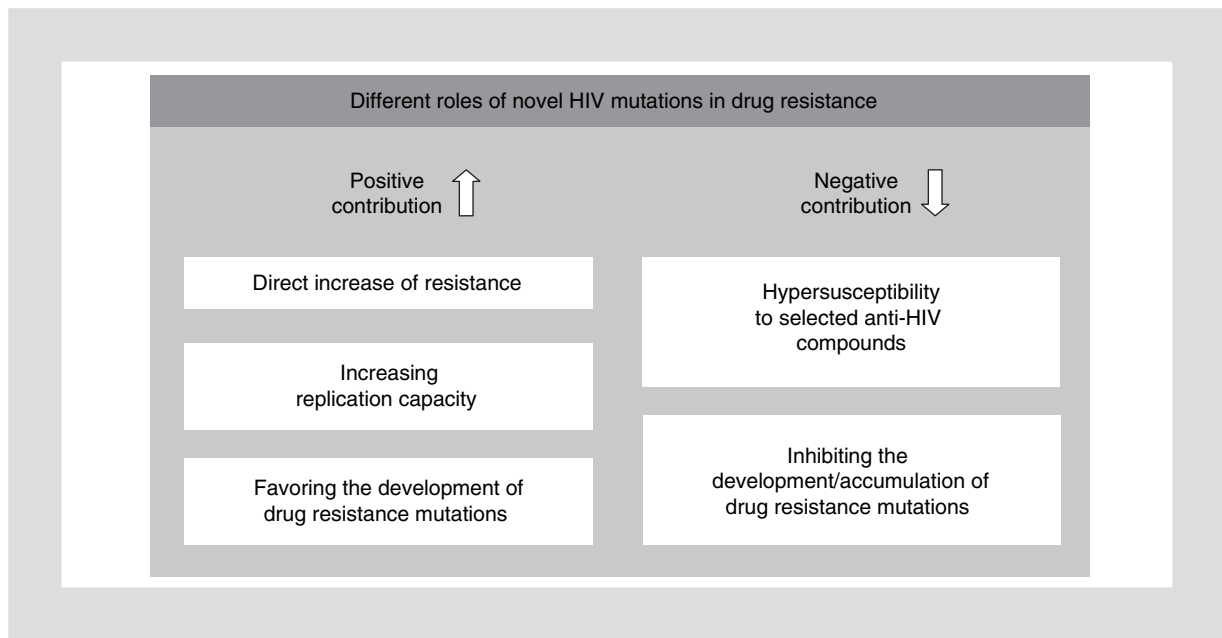 Different roles of novel HIV mutations in drug resistance
Positive
contribution
Negative
contribution
Direct increase of resistance
Increasing
replication capacity
Favoring the development of
drug resistance mutations
Hypersusceptibility
to selected anti-HIV
compounds
Inhibiting the
development/accumulation of
drug resistance mutations